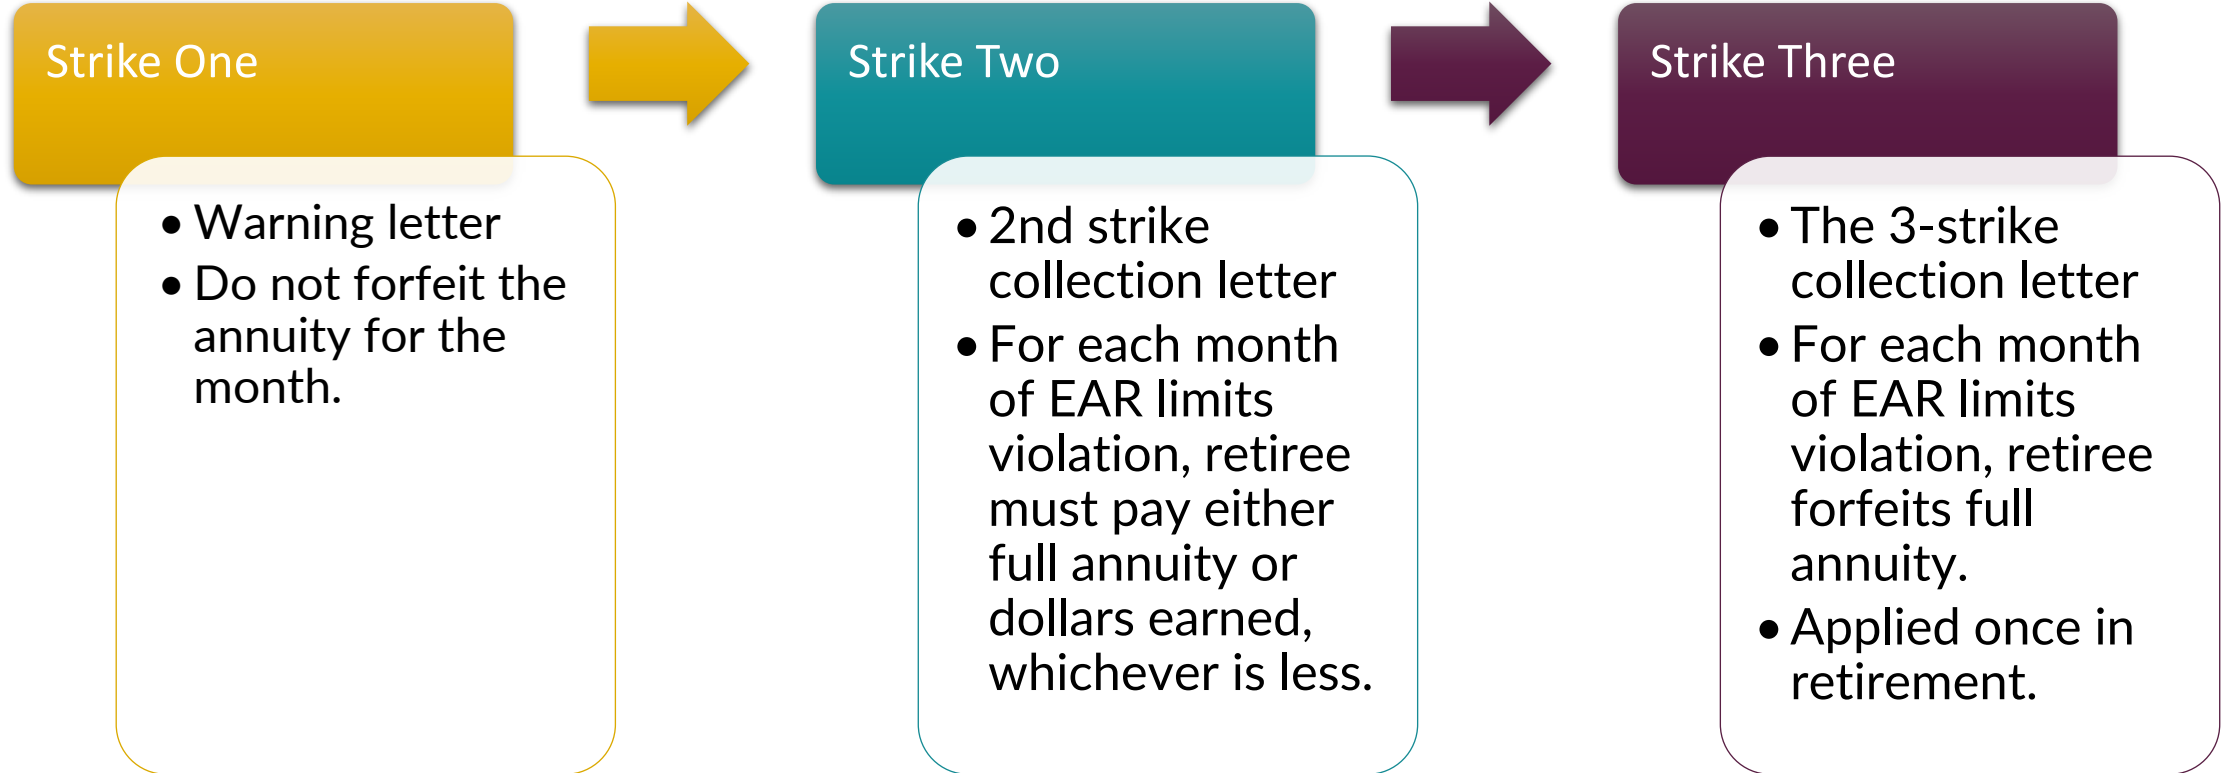 Strike One
• Warning letter
• Do not forfeit the
annuity for the
month.
Strike Two
• 2nd strike
collection letter
• For each month
of EAR limits
violation, retiree
must pay either
full annuity or
dollars earned,
whichever is less.
Strike Three
• The 3-strike
collection letter
• For each month
of EAR limits
violation, retiree
forfeits full
annuity.
• Applied once in
retirement.